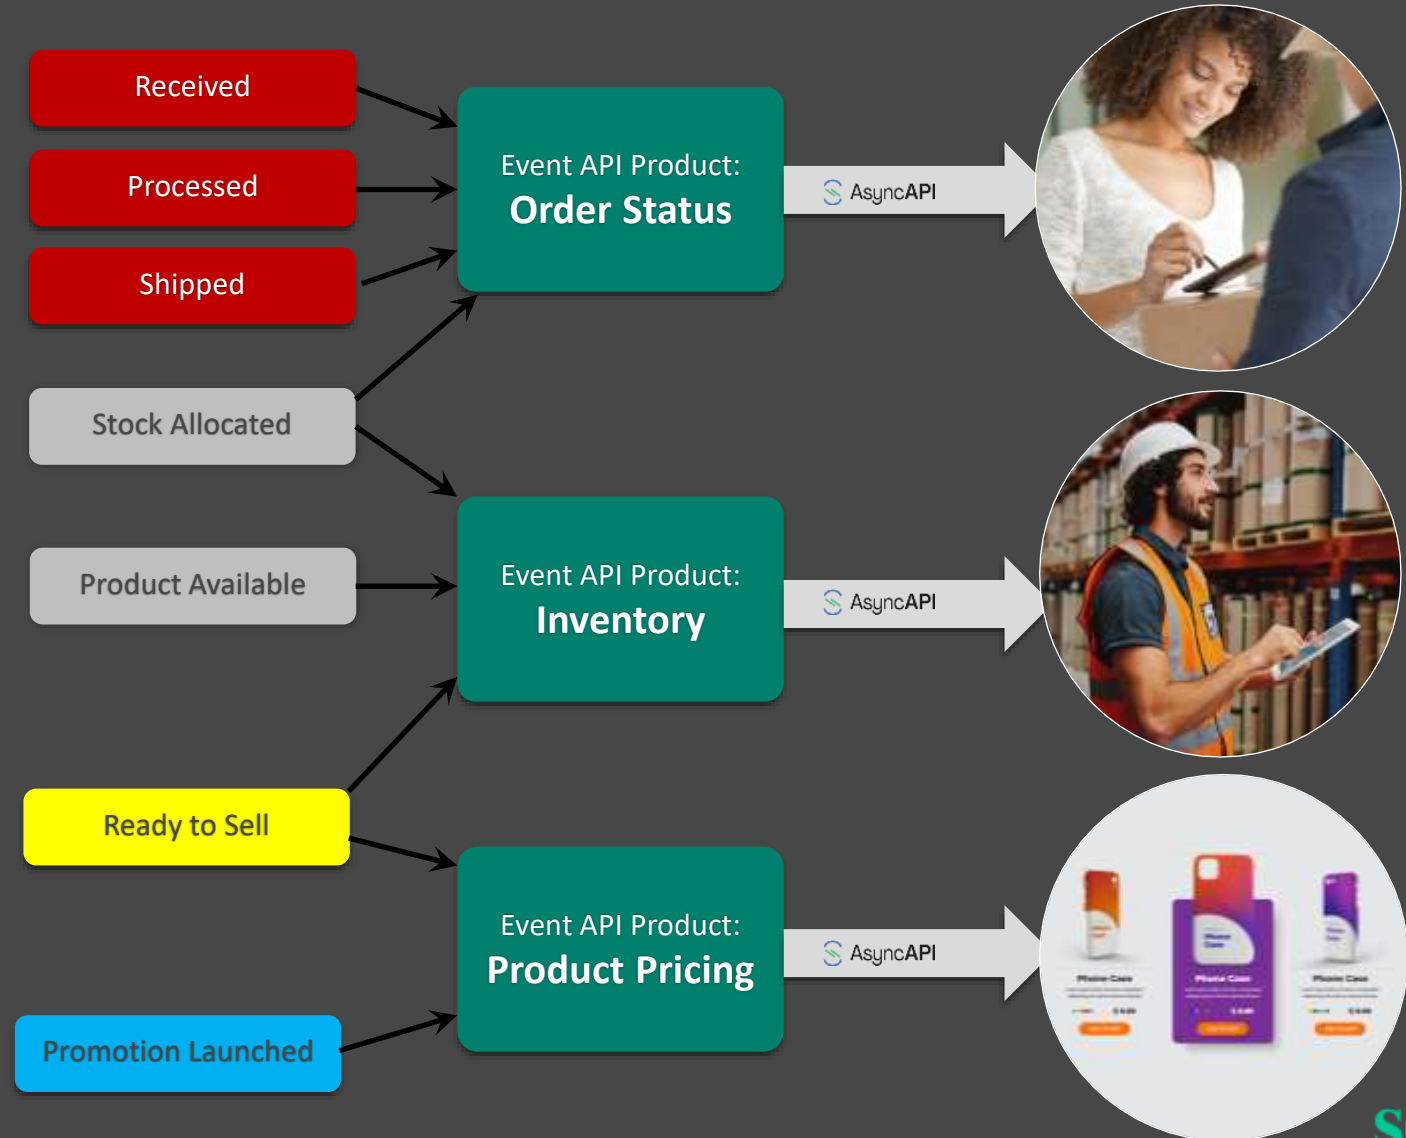 Received
Processed
Shipped
Stock Allocated
Product Available
Ready to Sell
Promotion Launched
Event API Product:
Order Status
Event API Product:
Inventory
Event API Product:
Product Pricing
AsyncAPI
AsyncAPI
AsyncAPI
Phone Case
Phone Case
Phone Case
S